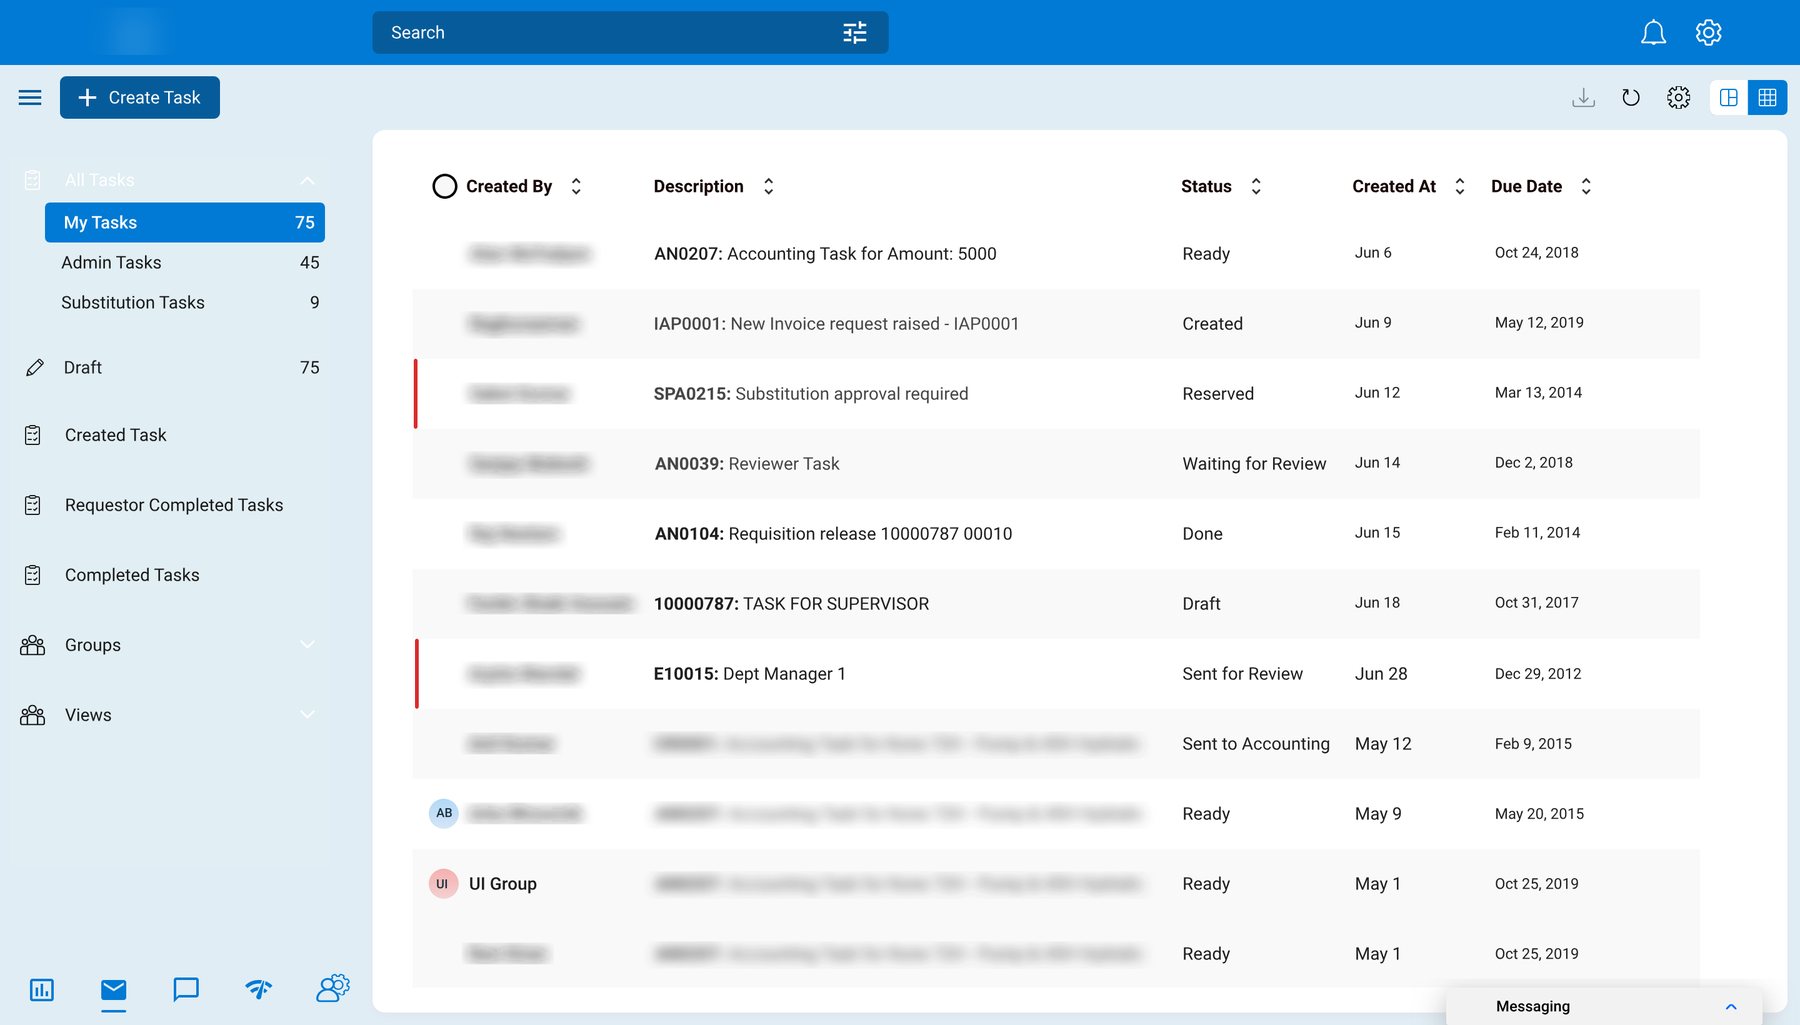 Search
Create Task
All Tasks
My Tasks 75
Admin Tasks 45
Substitution Tasks 9
Draft 75
Created Task
Requestor Completed Tasks
Completed Tasks
Groups
Views
Created By Description Status Created At Due Date
AN0207: Accounting Task for Amount: 5000 Ready Jun 6 Oct 24, 2018
IAP0001: New Invoice request raised - IAP0001 Created Jun 9 May 12, 2019
SPA0215: Substitution approval required Reserved Jun 12 Mar 13, 2014
AN0039: Reviewer Task Waiting for Review Jun 14 Dec 2, 2018
AN0104: Requisition release 10000787 00010 Done Jun 15 Feb 11, 2014
10000787: TASK FOR SUPERVISOR Draft Jun 18 Oct 31, 2017
E10015: Dept Manager 1 Sent for Review Jun 28 Dec 29, 2012
Sent to Accounting May 12 Feb 9, 2015
AB Ready May 9 May 20, 2015
UI UI Group Ready May 1 Oct 25, 2019
Ready May 1 Oct 25, 2019
Messaging